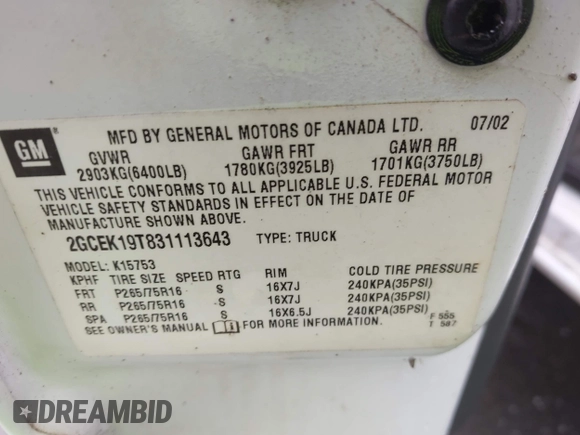 GM
MFD BY GENERAL MOTORS OF CANADA LTD. 07/02
GVWR GAWR FRT GAWR RR
2903KG(6400LB) 1780KG(3925LB) 1701KG(3750LB)
THIS VEHICLE CONFORMS TO ALL APPLICABLE U.S. FEDERAL MOTOR
VEHICLE SAFETY STANDARDS IN EFFECT ON THE DATE OF
MANUFACTURE SHOWN ABOVE.
2GCEK19T831113643 TYPE: TRUCK
MODEL: K15753
KPHF TIRE SIZE SPEED RTG RIM COLD TIRE PRESSURE
FRT P265/75R16 S 16X7J 240KPA(35PSI)
RR P265/75R16 S 16X7J 240KPA(35PSI)
SPA P265/75R16 S 16X6.5J 240KPA(35PSI)
SEE OWNER'S MANUAL FOR MORE INFORMATION. F 555
T 587
DREAMBID